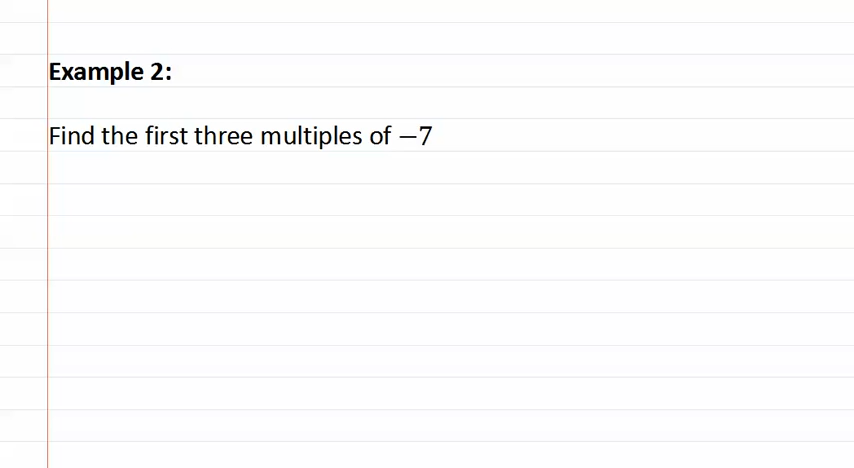 Example 2:
Find the first three multiples of −7